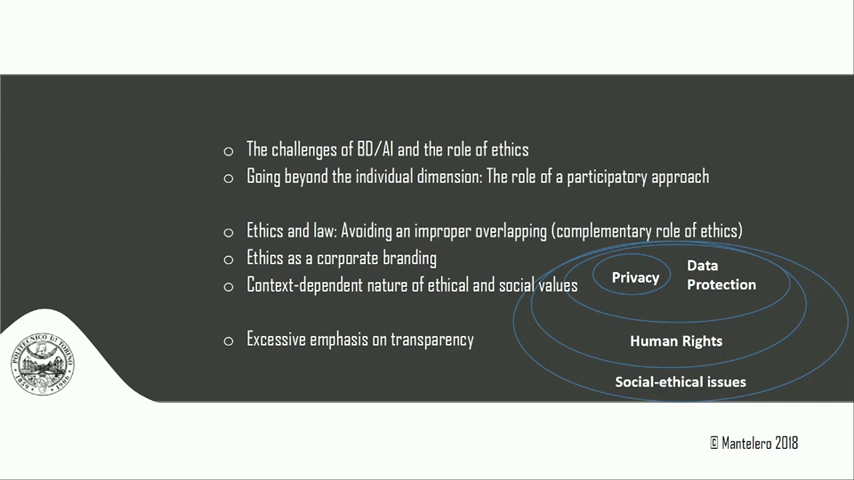 The challenges of BD/AI and the role of ethics
Going beyond the individual dimension: The role of a participatory approach
Ethics and law: Avoiding an improper overlapping (complementary role of ethics)
Ethics as a corporate branding
Context-dependent nature of ethical and social values
Excessive emphasis on transparency
Privacy
Data
Protection
Human Rights
Social-ethical issues
POLITECNICO DI TORINO
© Mantelero 2018